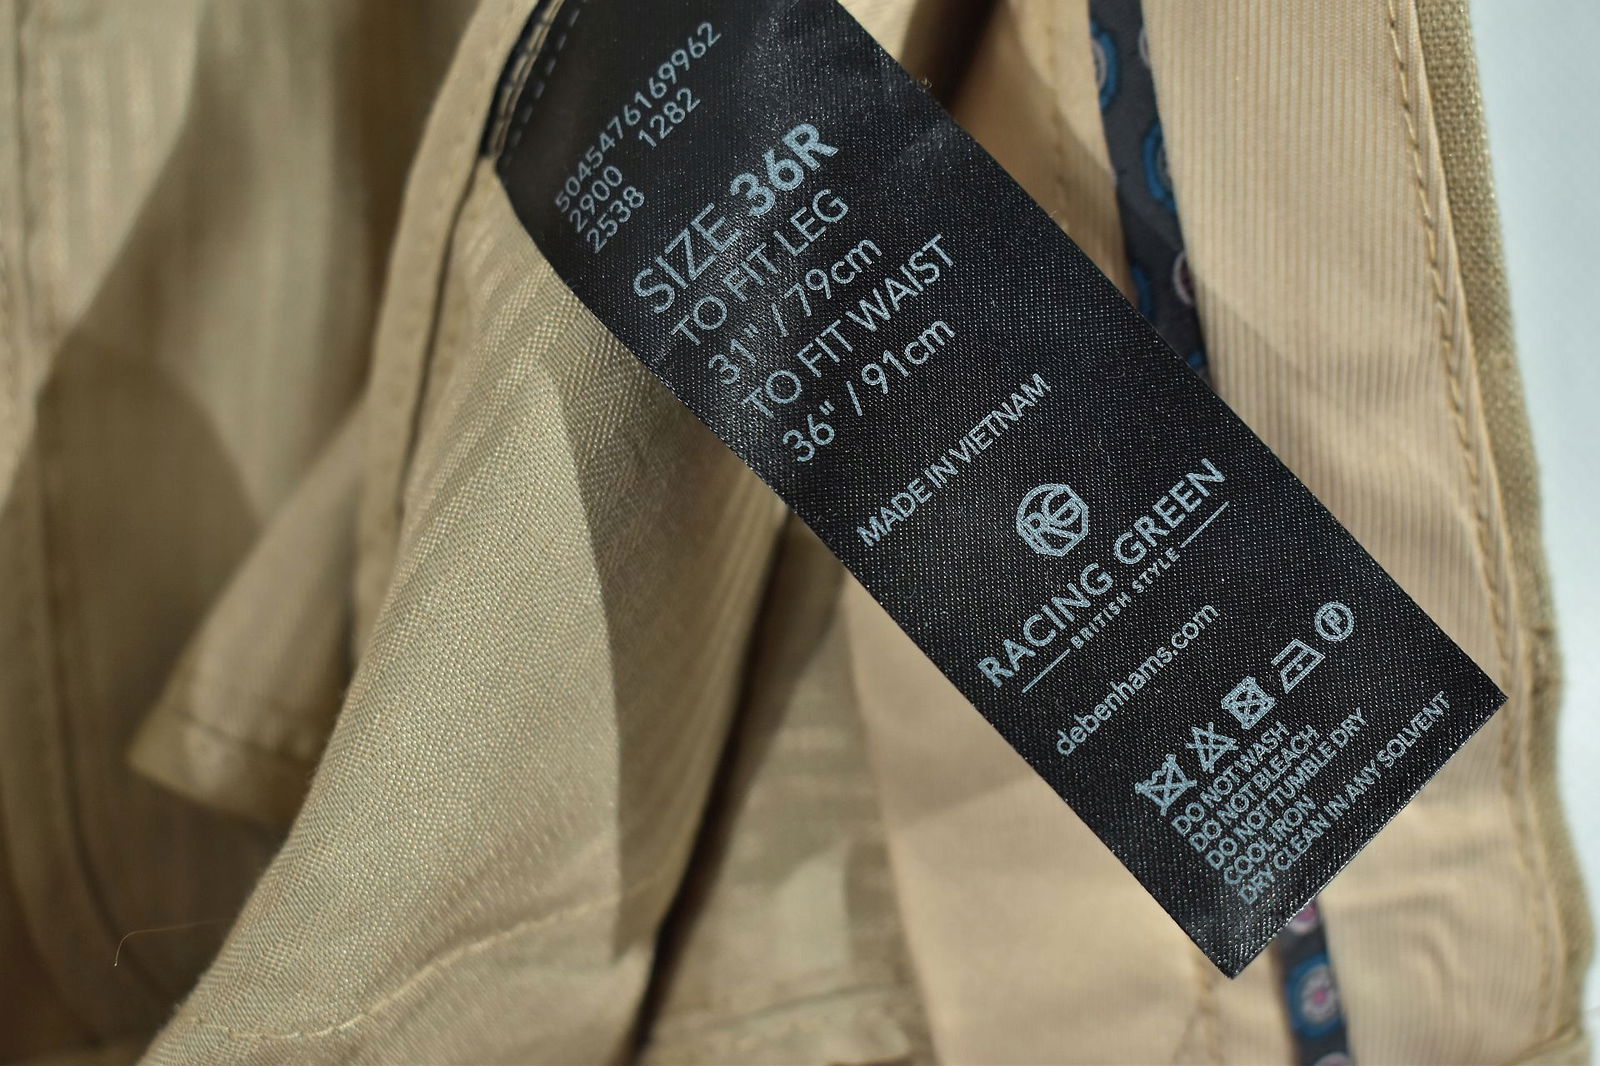 5045476169962
2900 1282
2538
SIZE 36R
TO FIT LEG
31" / 79cm
TO FIT WAIST
36" / 91cm
MADE IN VIETNAM
RG
RACING GREEN
BRITISH STYLE
debenhams.com
P
DO NOT WASH
DO NOT BLEACH
DO NOT TUMBLE DRY
COOL IRON
DRY CLEAN IN ANY SOLVENT